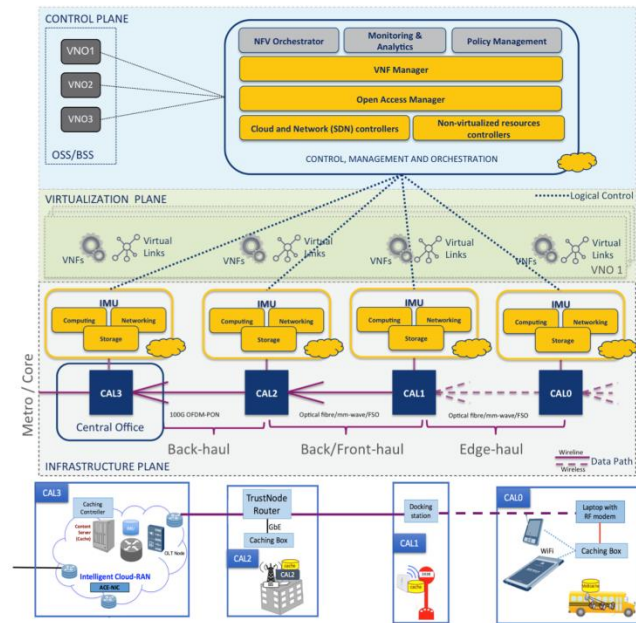 CONTROL PLANE
VNO1
VNO2
VNO3
OSS/BSS
NFV Orchestrator
Monitoring & Analytics
Policy Management
VNF Manager
Open Access Manager
Cloud and Network (SDN) controllers
Non-virtualized resources controllers
CONTROL, MANAGEMENT AND ORCHESTRATION
VIRTUALIZATION PLANE
Logical Control
VNFs
Virtual Links
VNFs
Virtual Links
VNFs
Virtual Links
VNFs
Virtual Links
VNO 1
IMU
Computing
Networking
Storage
IMU
Computing
Networking
Storage
IMU
Computing
Networking
Storage
IMU
Computing
Networking
Storage
Metro / Core
CAL3
CAL2
CAL1
CAL0
Central Office
100G OFDM-PON
Optical fibre/mm-wave/FSO
Optical fibre/mm-wave/FSO
Back-haul
Back/Front-haul
Edge-haul
Wireline
Wireless
Data Path
INFRASTRUCTURE PLANE
CAL3
Caching Controller
Content Server (Cache)
OLT Node
Intelligent Cloud-RAN
ACE-NIC
TrustNode Router
GbE
Caching Box
CAL2
CAL2
Docking station
CAL1
CAL0
Laptop with RF modem
WiFi
Caching Box